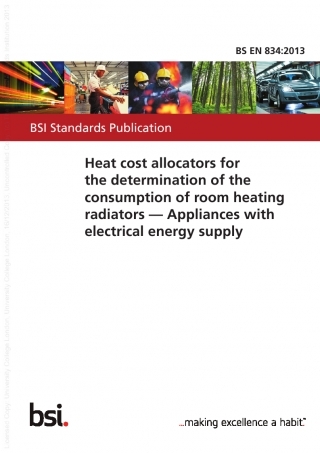 BS EN 834:2013
BSI Standards Publication
Heat cost allocators for
the determination of the
consumption of room heating
radiators — Appliances with
electrical energy supply
bsi.
...making excellence a habit.™